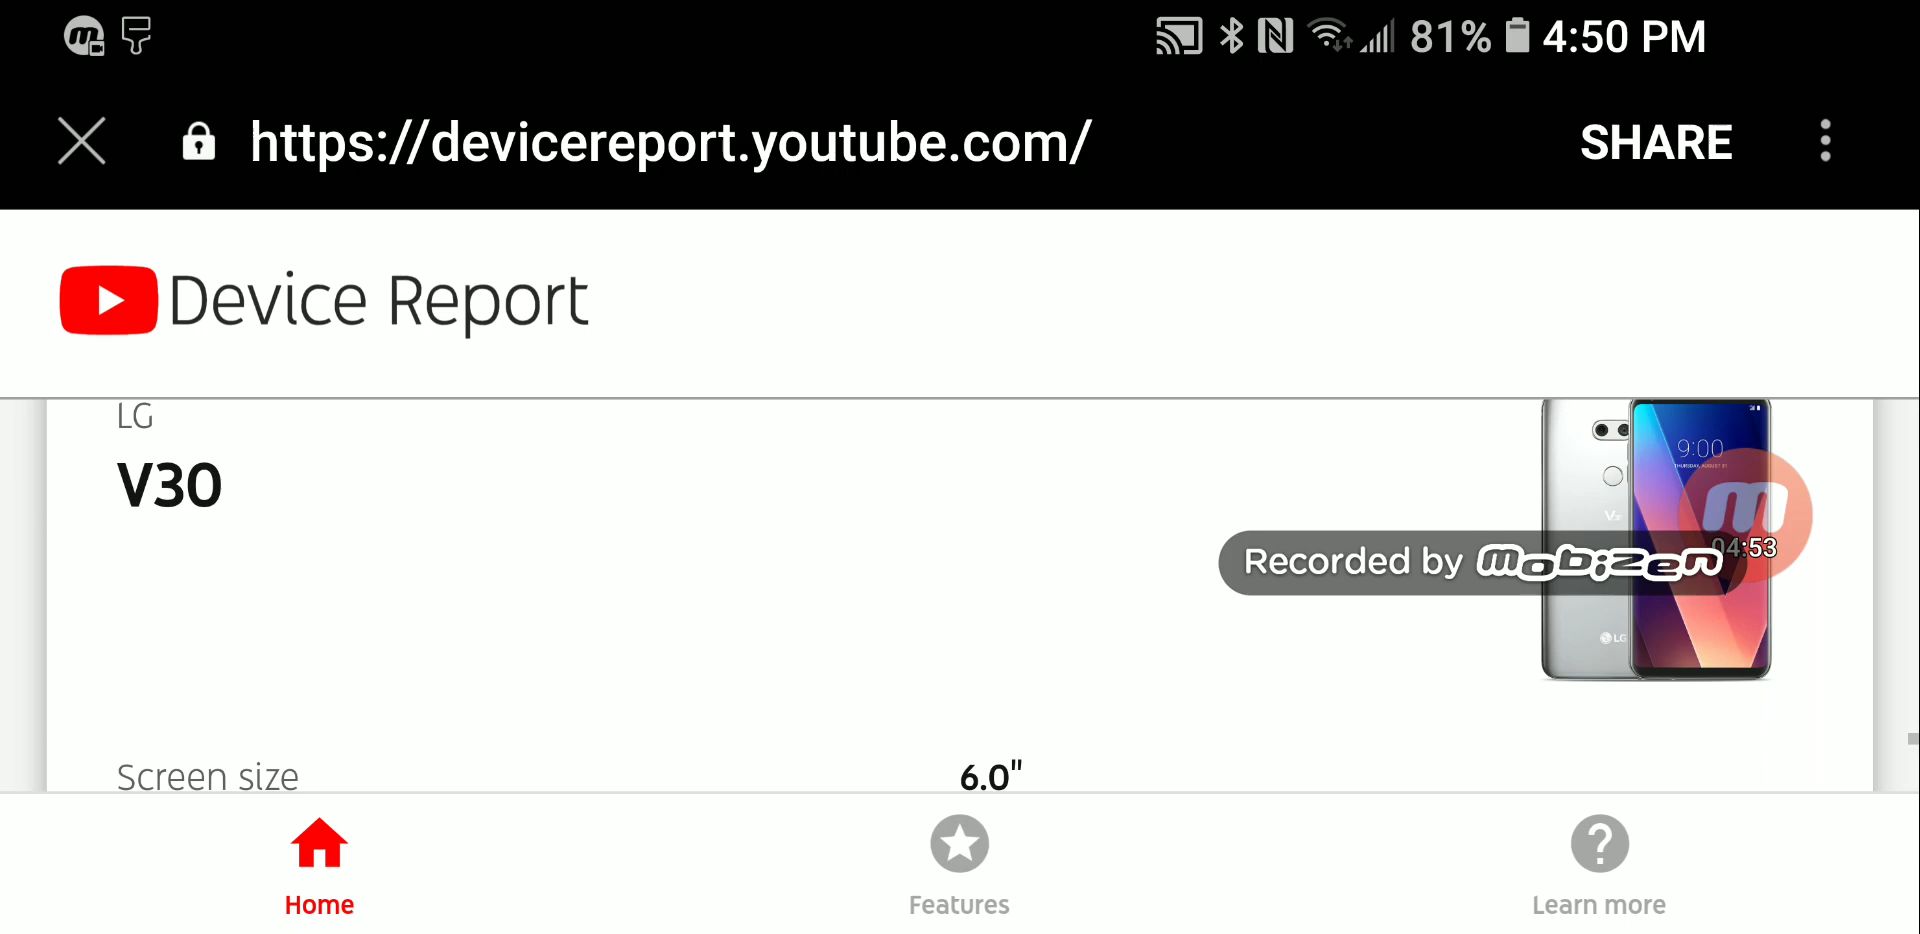 81% 4:50 PM
https://devicereport.youtube.com/
SHARE
Device Report
LG
V30
9:00
Recorded by mobizen
04:53
LG
Screen size
6.0"
Home
Features
Learn more